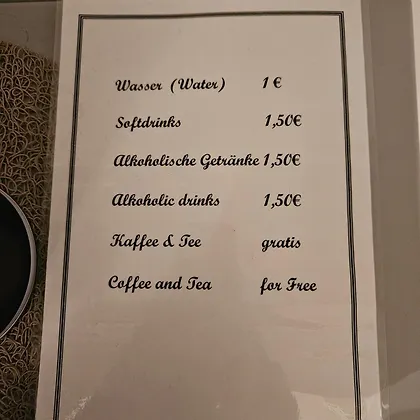 Wasser (Water) 1 €
Softdrinks 1,50€
Alkoholische Getränke 1,50€
Alkoholic drinks 1,50€
Kaffee & Tee gratis
Coffee and Tea for Free